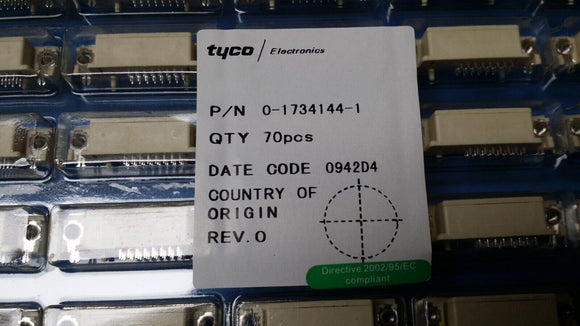 tyco / Electronics
P/N 0-1734144-1
QTY 70pcs
DATE CODE 0942D4
COUNTRY OF
ORIGIN
REV.O
Directive 2002/95/EC
compliant